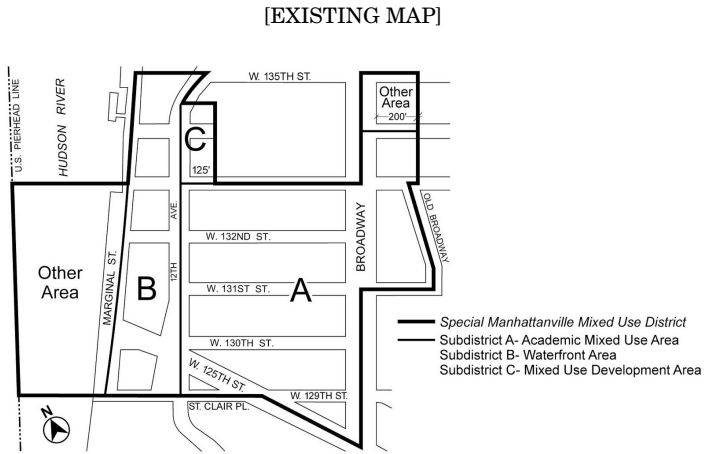 [EXISTING MAP]
U.S. PIERHEAD LINE
HUDSON RIVER
W. 135TH ST.
Other
Area
200'
C
125'
AVE.
12TH
OLD BROADWAY
BROADWAY
W. 132ND ST.
Other
Area
MARGINAL ST.
B
W. 131ST ST.
A
W. 130TH ST.
W. 125TH ST.
W. 129TH ST.
ST. CLAIR PL.
N
Special Manhattanville Mixed Use District
Subdistrict A- Academic Mixed Use Area
Subdistrict B- Waterfront Area
Subdistrict C- Mixed Use Development Area